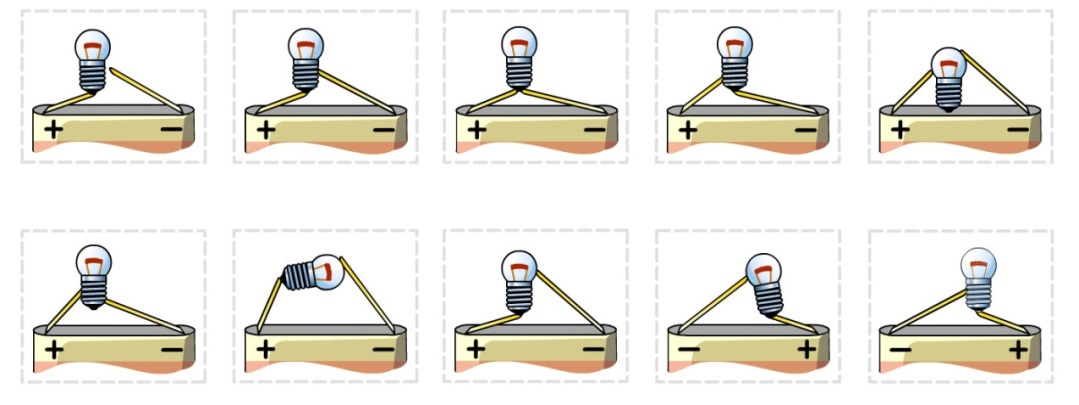 + − + − + − + − + −
+ − + − + − − + − +